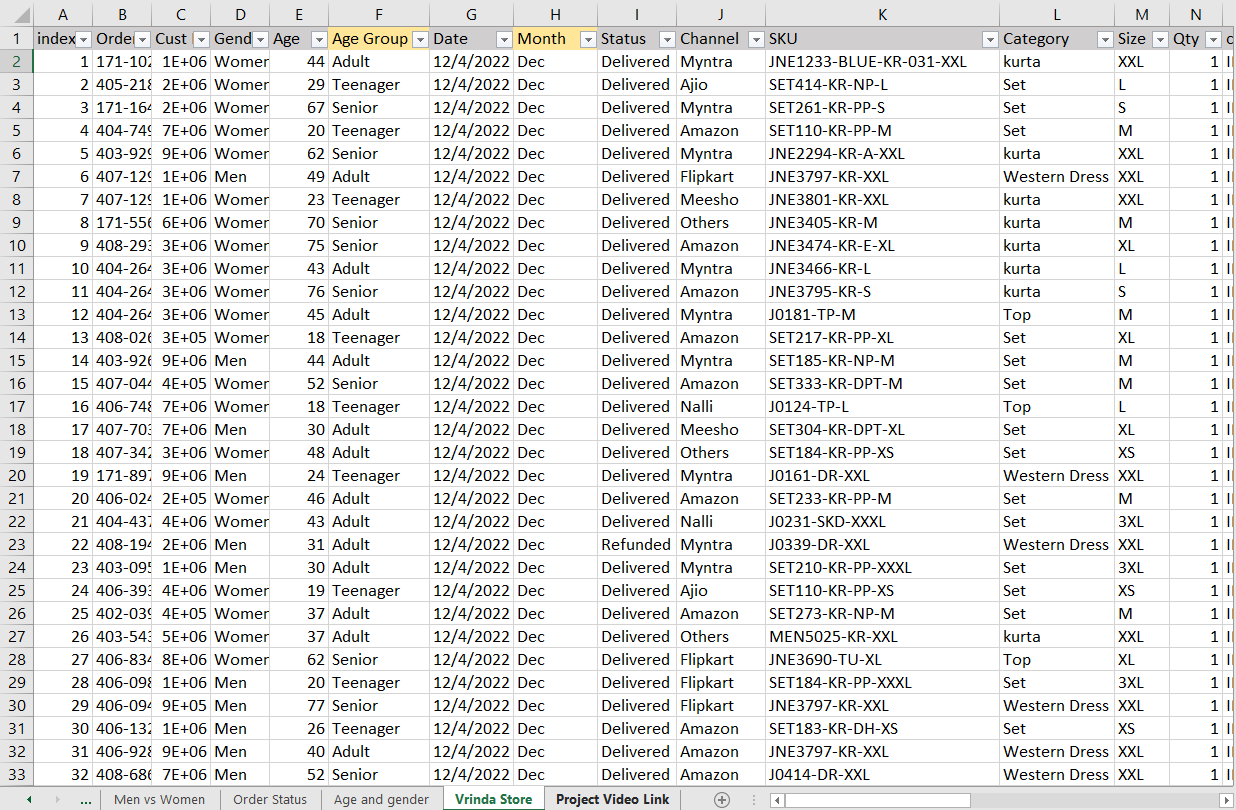 A B C D E F G H I J K L M N
1 index Order Cust Gend Age Age Group Date Month Status Channel SKU Category Size Qty
2 1 171-102 1E+06 Women 44 Adult 12/4/2022 Dec Delivered Myntra JNE1233-BLUE-KR-031-XXL kurta XXL 1
3 2 405-218 2E+06 Women 29 Teenager 12/4/2022 Dec Delivered Ajio SET414-KR-NP-L Set L 1
4 3 171-164 2E+06 Women 67 Senior 12/4/2022 Dec Delivered Myntra SET261-KR-PP-S Set S 1
5 4 404-749 7E+06 Women 20 Teenager 12/4/2022 Dec Delivered Amazon SET110-KR-PP-M Set M 1
6 5 403-929 9E+06 Women 62 Senior 12/4/2022 Dec Delivered Myntra JNE2294-KR-A-XXL kurta XXL 1
7 6 407-129 1E+06 Men 49 Adult 12/4/2022 Dec Delivered Flipkart JNE3797-KR-XXL Western Dress XXL 1
8 7 407-129 1E+06 Women 23 Teenager 12/4/2022 Dec Delivered Meesho JNE3801-KR-XXL kurta XXL 1
9 8 171-556 6E+06 Women 70 Senior 12/4/2022 Dec Delivered Others JNE3405-KR-M kurta M 1
10 9 408-293 3E+06 Women 75 Senior 12/4/2022 Dec Delivered Amazon JNE3474-KR-E-XL kurta XL 1
11 10 404-264 3E+06 Women 43 Adult 12/4/2022 Dec Delivered Myntra JNE3466-KR-L kurta L 1
12 11 404-264 3E+06 Women 76 Senior 12/4/2022 Dec Delivered Amazon JNE3795-KR-S kurta S 1
13 12 404-264 3E+06 Women 45 Adult 12/4/2022 Dec Delivered Myntra J0181-TP-M Top M 1
14 13 408-026 3E+05 Women 18 Teenager 12/4/2022 Dec Delivered Amazon SET217-KR-PP-XL Set XL 1
15 14 403-926 9E+06 Men 44 Adult 12/4/2022 Dec Delivered Myntra SET185-KR-NP-M Set M 1
16 15 407-044 4E+05 Women 52 Senior 12/4/2022 Dec Delivered Amazon SET333-KR-DPT-M Set M 1
17 16 406-748 7E+06 Women 18 Teenager 12/4/2022 Dec Delivered Nalli J0124-TP-L Top L 1
18 17 407-703 7E+06 Men 30 Adult 12/4/2022 Dec Delivered Meesho SET304-KR-DPT-XL Set XL 1
19 18 407-342 3E+06 Women 48 Adult 12/4/2022 Dec Delivered Others SET184-KR-PP-XS Set XS 1
20 19 171-897 9E+06 Men 24 Teenager 12/4/2022 Dec Delivered Myntra J0161-DR-XXL Western Dress XXL 1
21 20 406-024 2E+05 Women 46 Adult 12/4/2022 Dec Delivered Amazon SET233-KR-PP-M Set M 1
22 21 404-437 4E+06 Women 43 Adult 12/4/2022 Dec Delivered Nalli J0231-SKD-XXXL Set 3XL 1
23 22 408-194 2E+06 Men 31 Adult 12/4/2022 Dec Refunded Myntra J0339-DR-XXL Western Dress XXL 1
24 23 403-095 1E+06 Men 30 Adult 12/4/2022 Dec Delivered Myntra SET210-KR-PP-XXXL Set 3XL 1
25 24 406-393 4E+06 Men 19 Teenager 12/4/2022 Dec Delivered Ajio SET110-KR-PP-XS Set XS 1
26 25 402-039 4E+05 Women 37 Adult 12/4/2022 Dec Delivered Amazon SET273-KR-NP-M Set M 1
27 26 403-543 5E+06 Women 37 Adult 12/4/2022 Dec Delivered Others MEN5025-KR-XXL kurta XXL 1
28 27 406-834 8E+06 Women 62 Senior 12/4/2022 Dec Delivered Flipkart JNE3690-TU-XL Top XL 1
29 28 406-098 1E+06 Men 20 Teenager 12/4/2022 Dec Delivered Flipkart SET184-KR-PP-XXXL Set 3XL 1
30 29 406-094 9E+05 Men 77 Senior 12/4/2022 Dec Delivered Flipkart JNE3797-KR-XXL Western Dress XXL 1
31 30 406-132 1E+06 Men 26 Teenager 12/4/2022 Dec Delivered Amazon SET183-KR-DH-XS Set XS 1
32 31 406-928 9E+06 Men 40 Adult 12/4/2022 Dec Delivered Amazon JNE3797-KR-XXL Western Dress XXL 1
33 32 408-686 7E+06 Men 52 Senior 12/4/2022 Dec Delivered Amazon J0414-DR-XXL Western Dress XXL 1
... Men vs Women Order Status Age and gender Vrinda Store Project Video Link